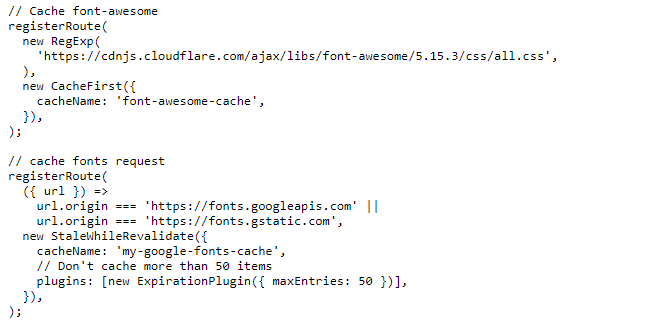 // Cache font-awesome
registerRoute(
  new RegExp(
    'https://cdnjs.cloudflare.com/ajax/libs/font-awesome/5.15.3/css/all.css',
  ),
  new CacheFirst({
    cacheName: 'font-awesome-cache',
  }),
);

// cache fonts request
registerRoute(
  ({ url }) =>
    url.origin === 'https://fonts.googleapis.com' ||
    url.origin === 'https://fonts.gstatic.com',
  new StaleWhileRevalidate({
    cacheName: 'my-google-fonts-cache',
    // Don't cache more than 50 items
    plugins: [new ExpirationPlugin({ maxEntries: 50 })],
  }),
);